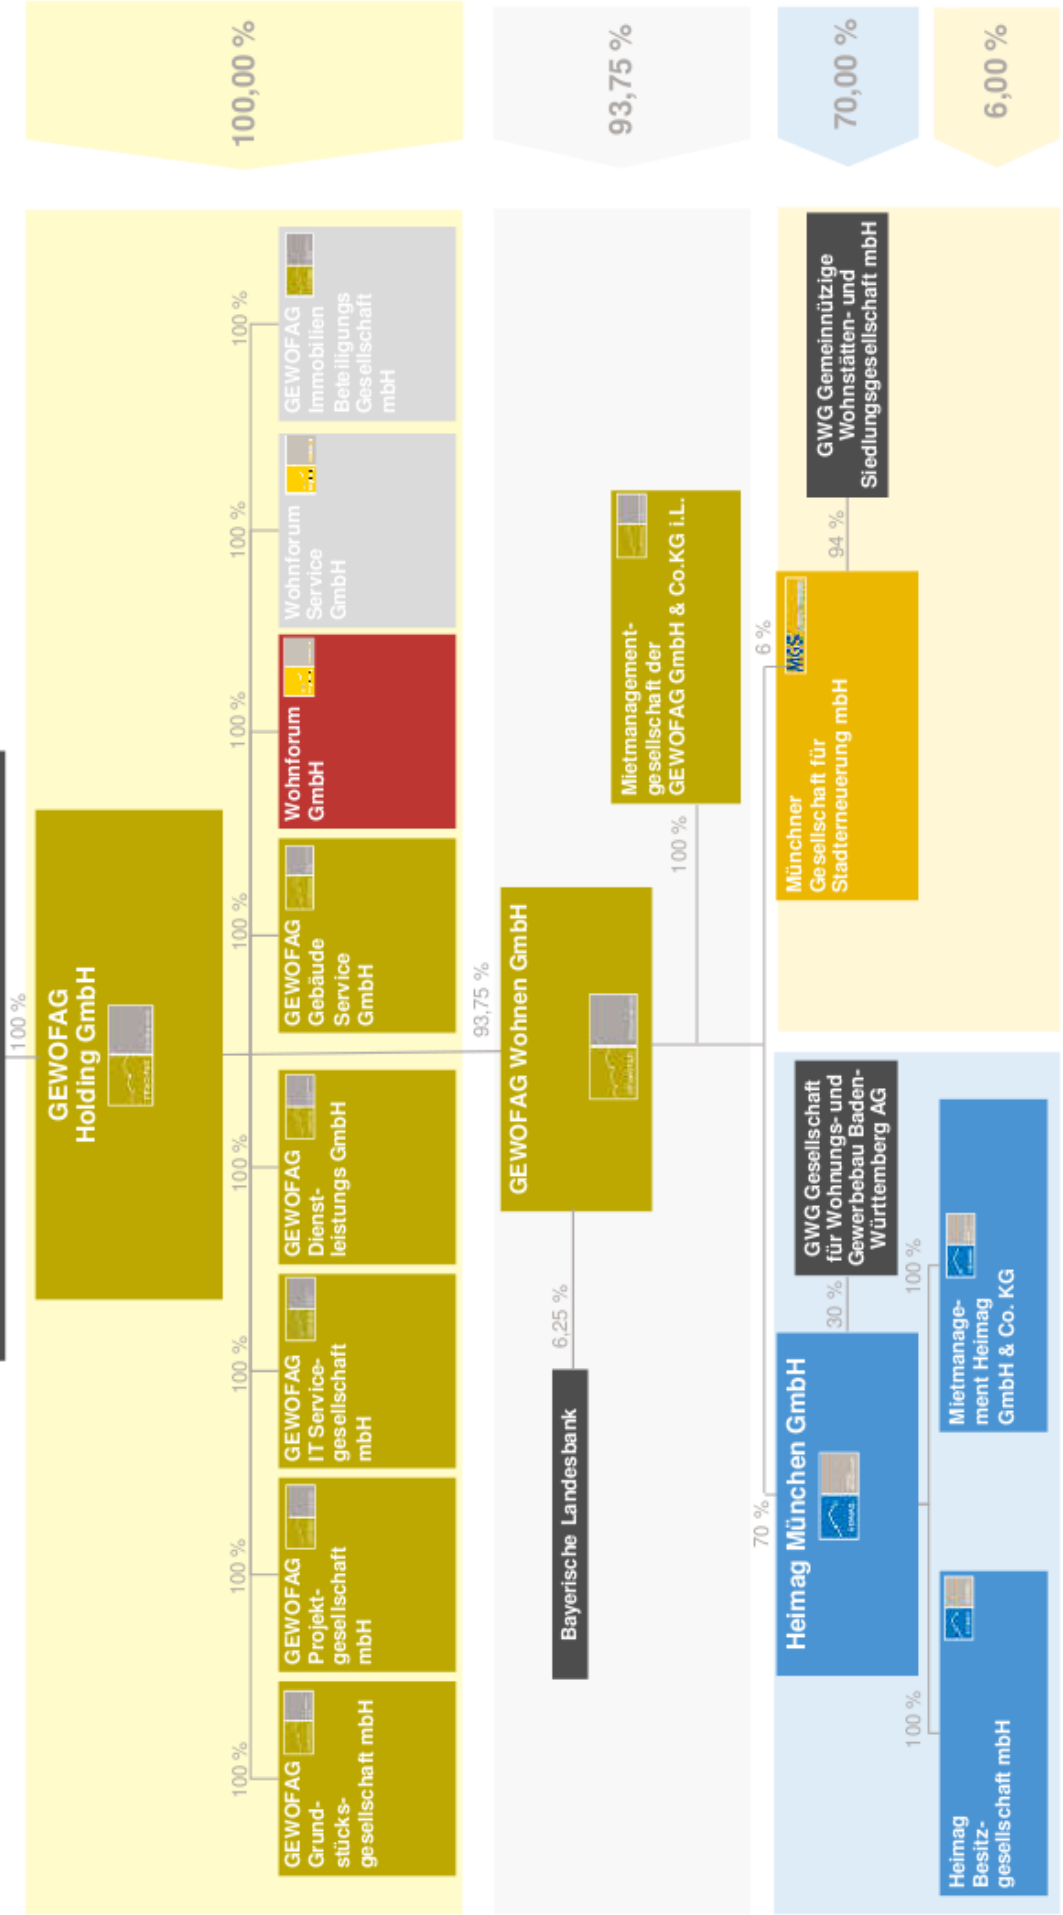 100 %
GEWOFAG
Holding GmbH
100,00 %
100 %
100 %
100 %
100 %
100 %
100 %
100 %
100 %
GEWOFAG
Grund-
stücks-
gesellschaft mbH
GEWOFAG
Projekt-
gesellschaft
mbH
GEWOFAG
IT Service-
gesellschaft
mbH
GEWOFAG
Dienst-
leistungs GmbH
GEWOFAG
Gebäude
Service
GmbH
Wohnforum
GmbH
Wohnforum
Service
GmbH
GEWOFAG
Immobilien
Beteiligungs
Gesellschaft
mbH
93,75 %
GEWOFAG Wohnen GmbH
6,25 %
Bayerische Landesbank
100 %
Mietmanagement-
gesellschaft der
GEWOFAG GmbH & Co.KG i.L.
93,75 %
70 %
6 %
Heimag München GmbH
30 %
GWG Gesellschaft
für Wohnungs- und
Gewerbebau Baden-
Württemberg AG
MGS
Münchner
Gesellschaft für
Stadterneuerung mbH
94 %
GWG Gemeinnützige
Wohnstätten- und
Siedlungsgesellschaft mbH
70,00 %
100 %
100 %
Heimag
Besitz-
gesellschaft mbH
Mietmanage-
ment Heimag
GmbH & Co. KG
6,00 %